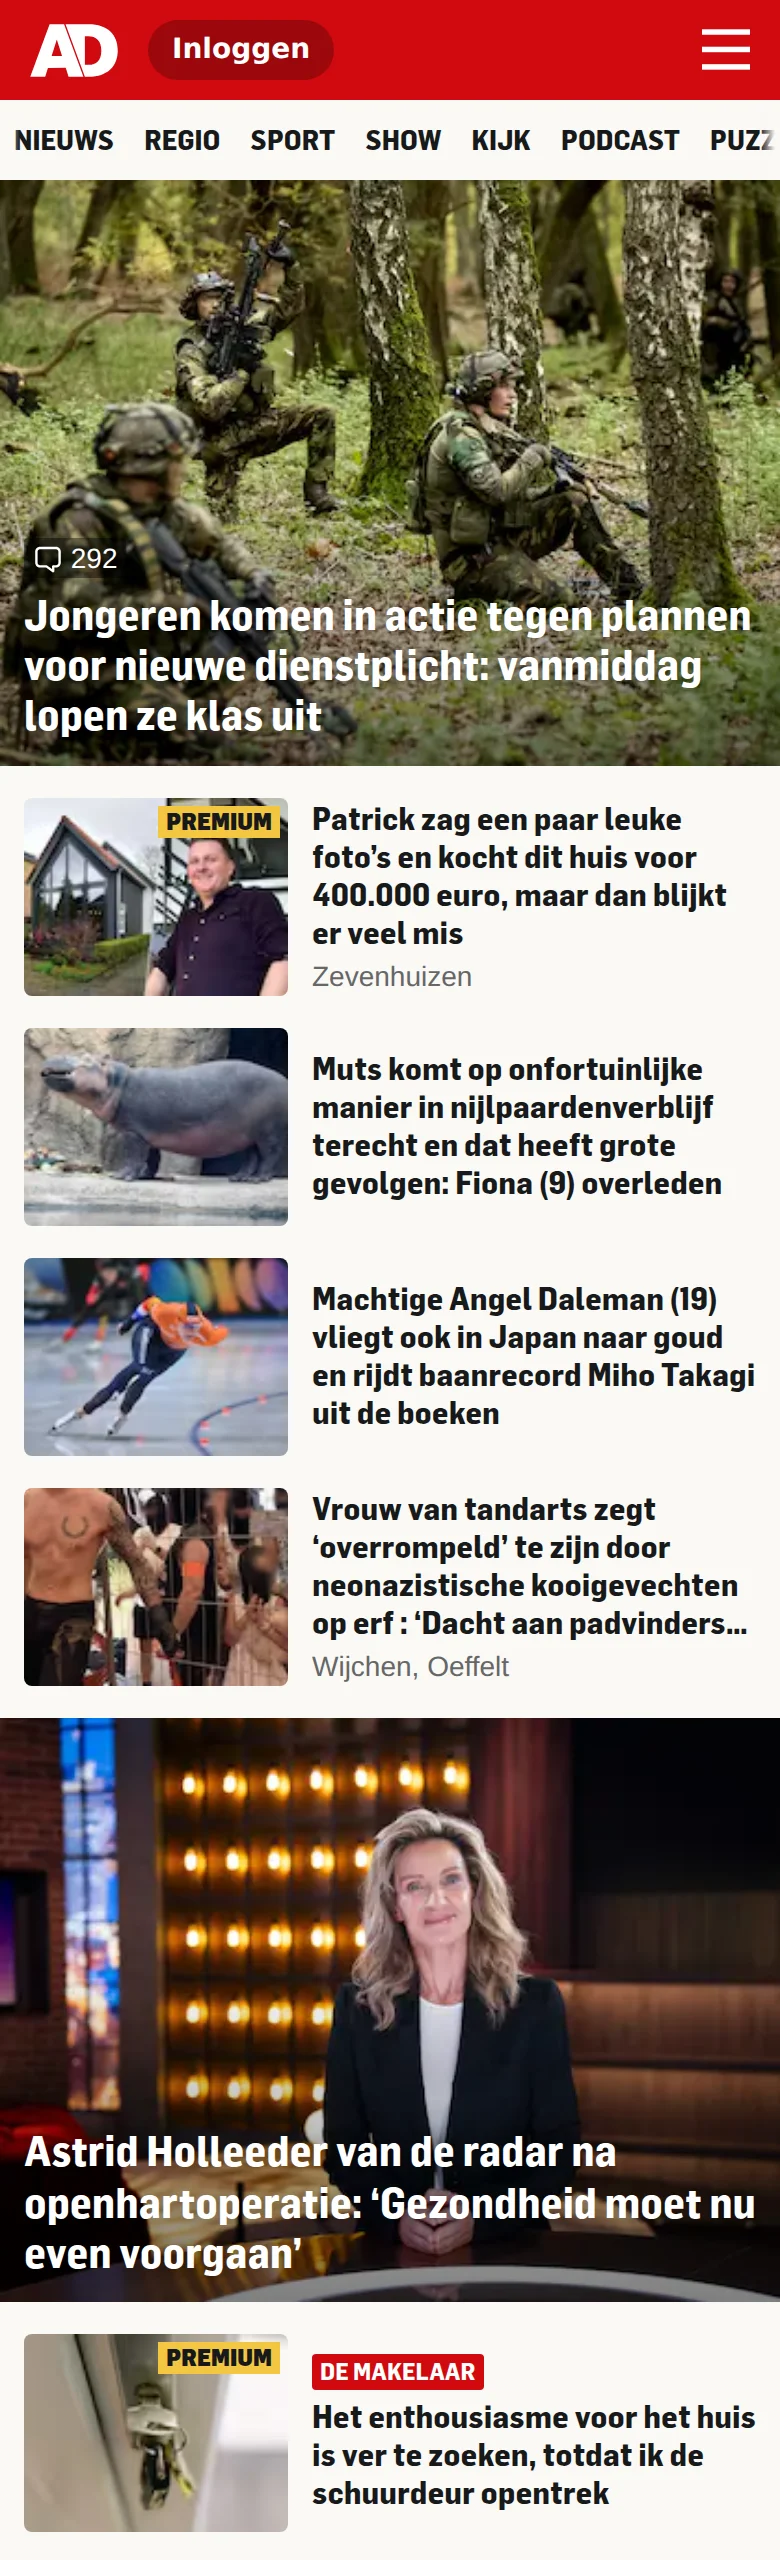 AD
Inloggen
NIEUWS REGIO SPORT SHOW KIJK PODCAST PUZZ
292
Jongeren komen in actie tegen plannen
voor nieuwe dienstplicht: vanmiddag
lopen ze klas uit
PREMIUM
Patrick zag een paar leuke
foto’s en kocht dit huis voor
400.000 euro, maar dan blijkt
er veel mis
Zevenhuizen
Muts komt op onfortuinlijke
manier in nijlpaardenverblijf
terecht en dat heeft grote
gevolgen: Fiona (9) overleden
Machtige Angel Daleman (19)
vliegt ook in Japan naar goud
en rijdt baanrecord Miho Takagi
uit de boeken
Vrouw van tandarts zegt
‘overrompeld’ te zijn door
neonazistische kooigevechten
op erf : ‘Dacht aan padvinders...
Wijchen, Oeffelt
Astrid Holleeder van de radar na
openhartoperatie: ‘Gezondheid moet nu
even voorgaan’
PREMIUM
DE MAKELAAR
Het enthousiasme voor het huis
is ver te zoeken, totdat ik de
schuurdeur opentrek